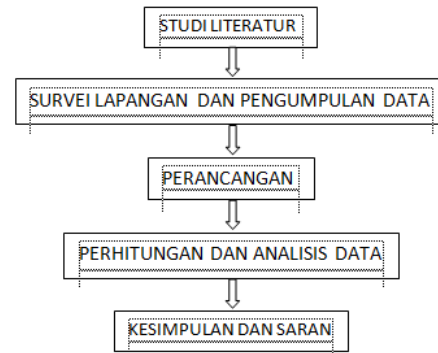 STUDI LITERATUR
SURVEI LAPANGAN DAN PENGUMPULAN DATA
PERANCANGAN
PERHITUNGAN DAN ANALISIS DATA
KESIMPULAN DAN SARAN